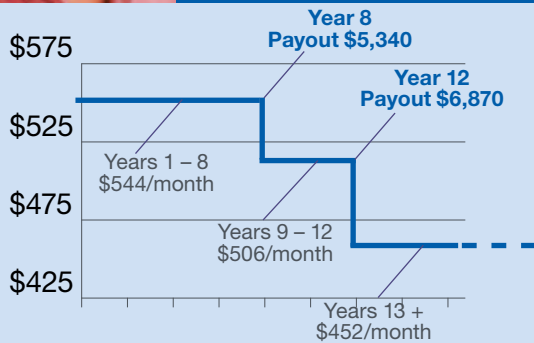 Year 8
Payout $5,340
$575
Year 12
Payout $6,870
$525
Years 1 – 8
$544/month
$475
Years 9 – 12
$506/month
$425
Years 13 +
$452/month